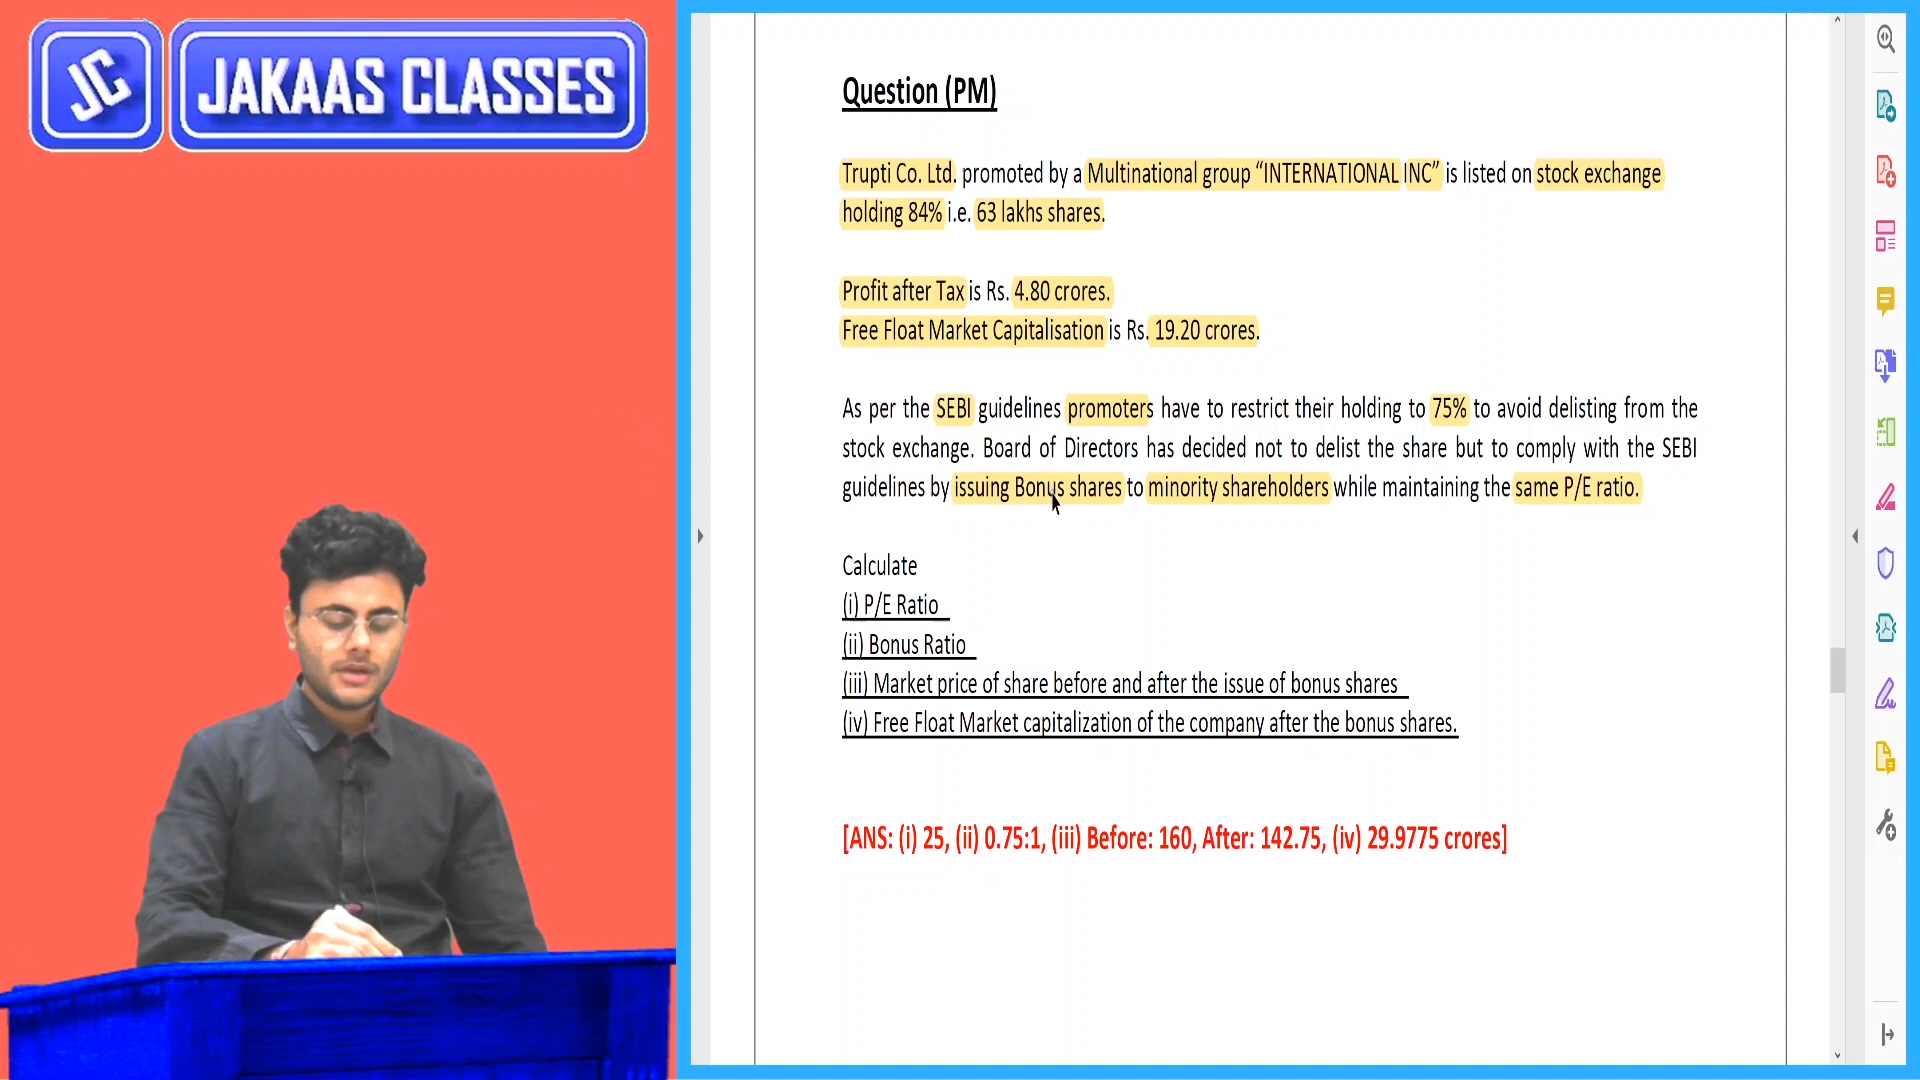 JC JAKAAS CLASSES
Question (PM)
Trupti Co. Ltd. promoted by a Multinational group “INTERNATIONAL INC” is listed on stock exchange
holding 84% i.e. 63 lakhs shares.
Profit after Tax is Rs. 4.80 crores.
Free Float Market Capitalisation is Rs. 19.20 crores.
As per the SEBI guidelines promoters have to restrict their holding to 75% to avoid delisting from the
stock exchange. Board of Directors has decided not to delist the share but to comply with the SEBI
guidelines by issuing Bonus shares to minority shareholders while maintaining the same P/E ratio.
Calculate
(i) P/E Ratio
(ii) Bonus Ratio
(iii) Market price of share before and after the issue of bonus shares
(iv) Free Float Market capitalization of the company after the bonus shares.
[ANS: (i) 25, (ii) 0.75:1, (iii) Before: 160, After: 142.75, (iv) 29.9775 crores]